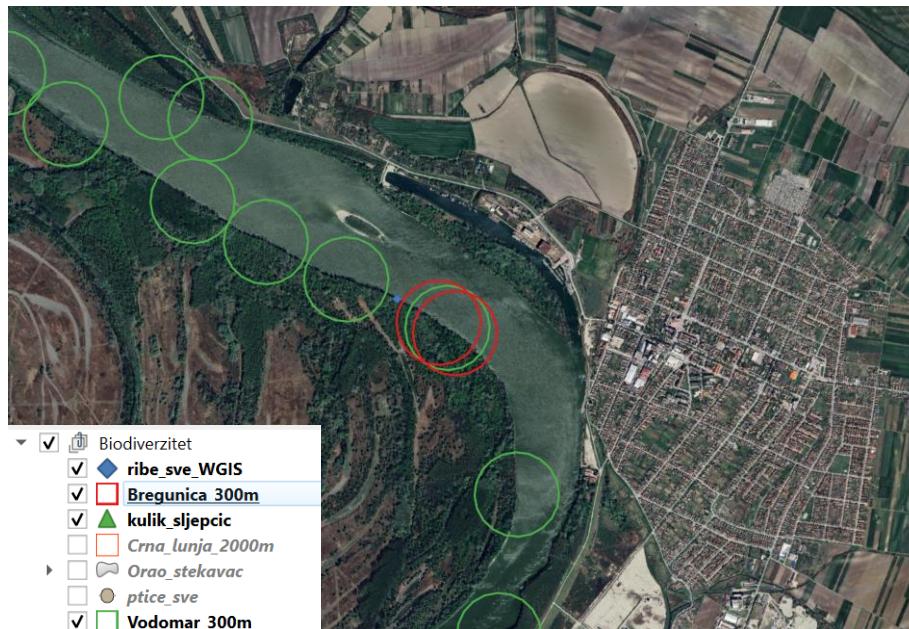 Biodiverzitet
ribe_sve_WGIS
Bregunica_300m
kulik_sljepcic
Crna_lunja_2000m
Orao_stekavac
ptice_sve
Vodomar_300m